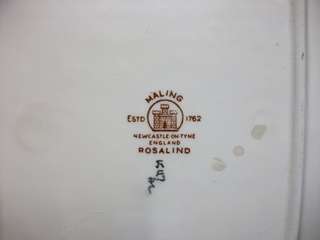 MALING
ESTD 1762
NEWCASTLE-ON-TYNE
ENGLAND
ROSALIND